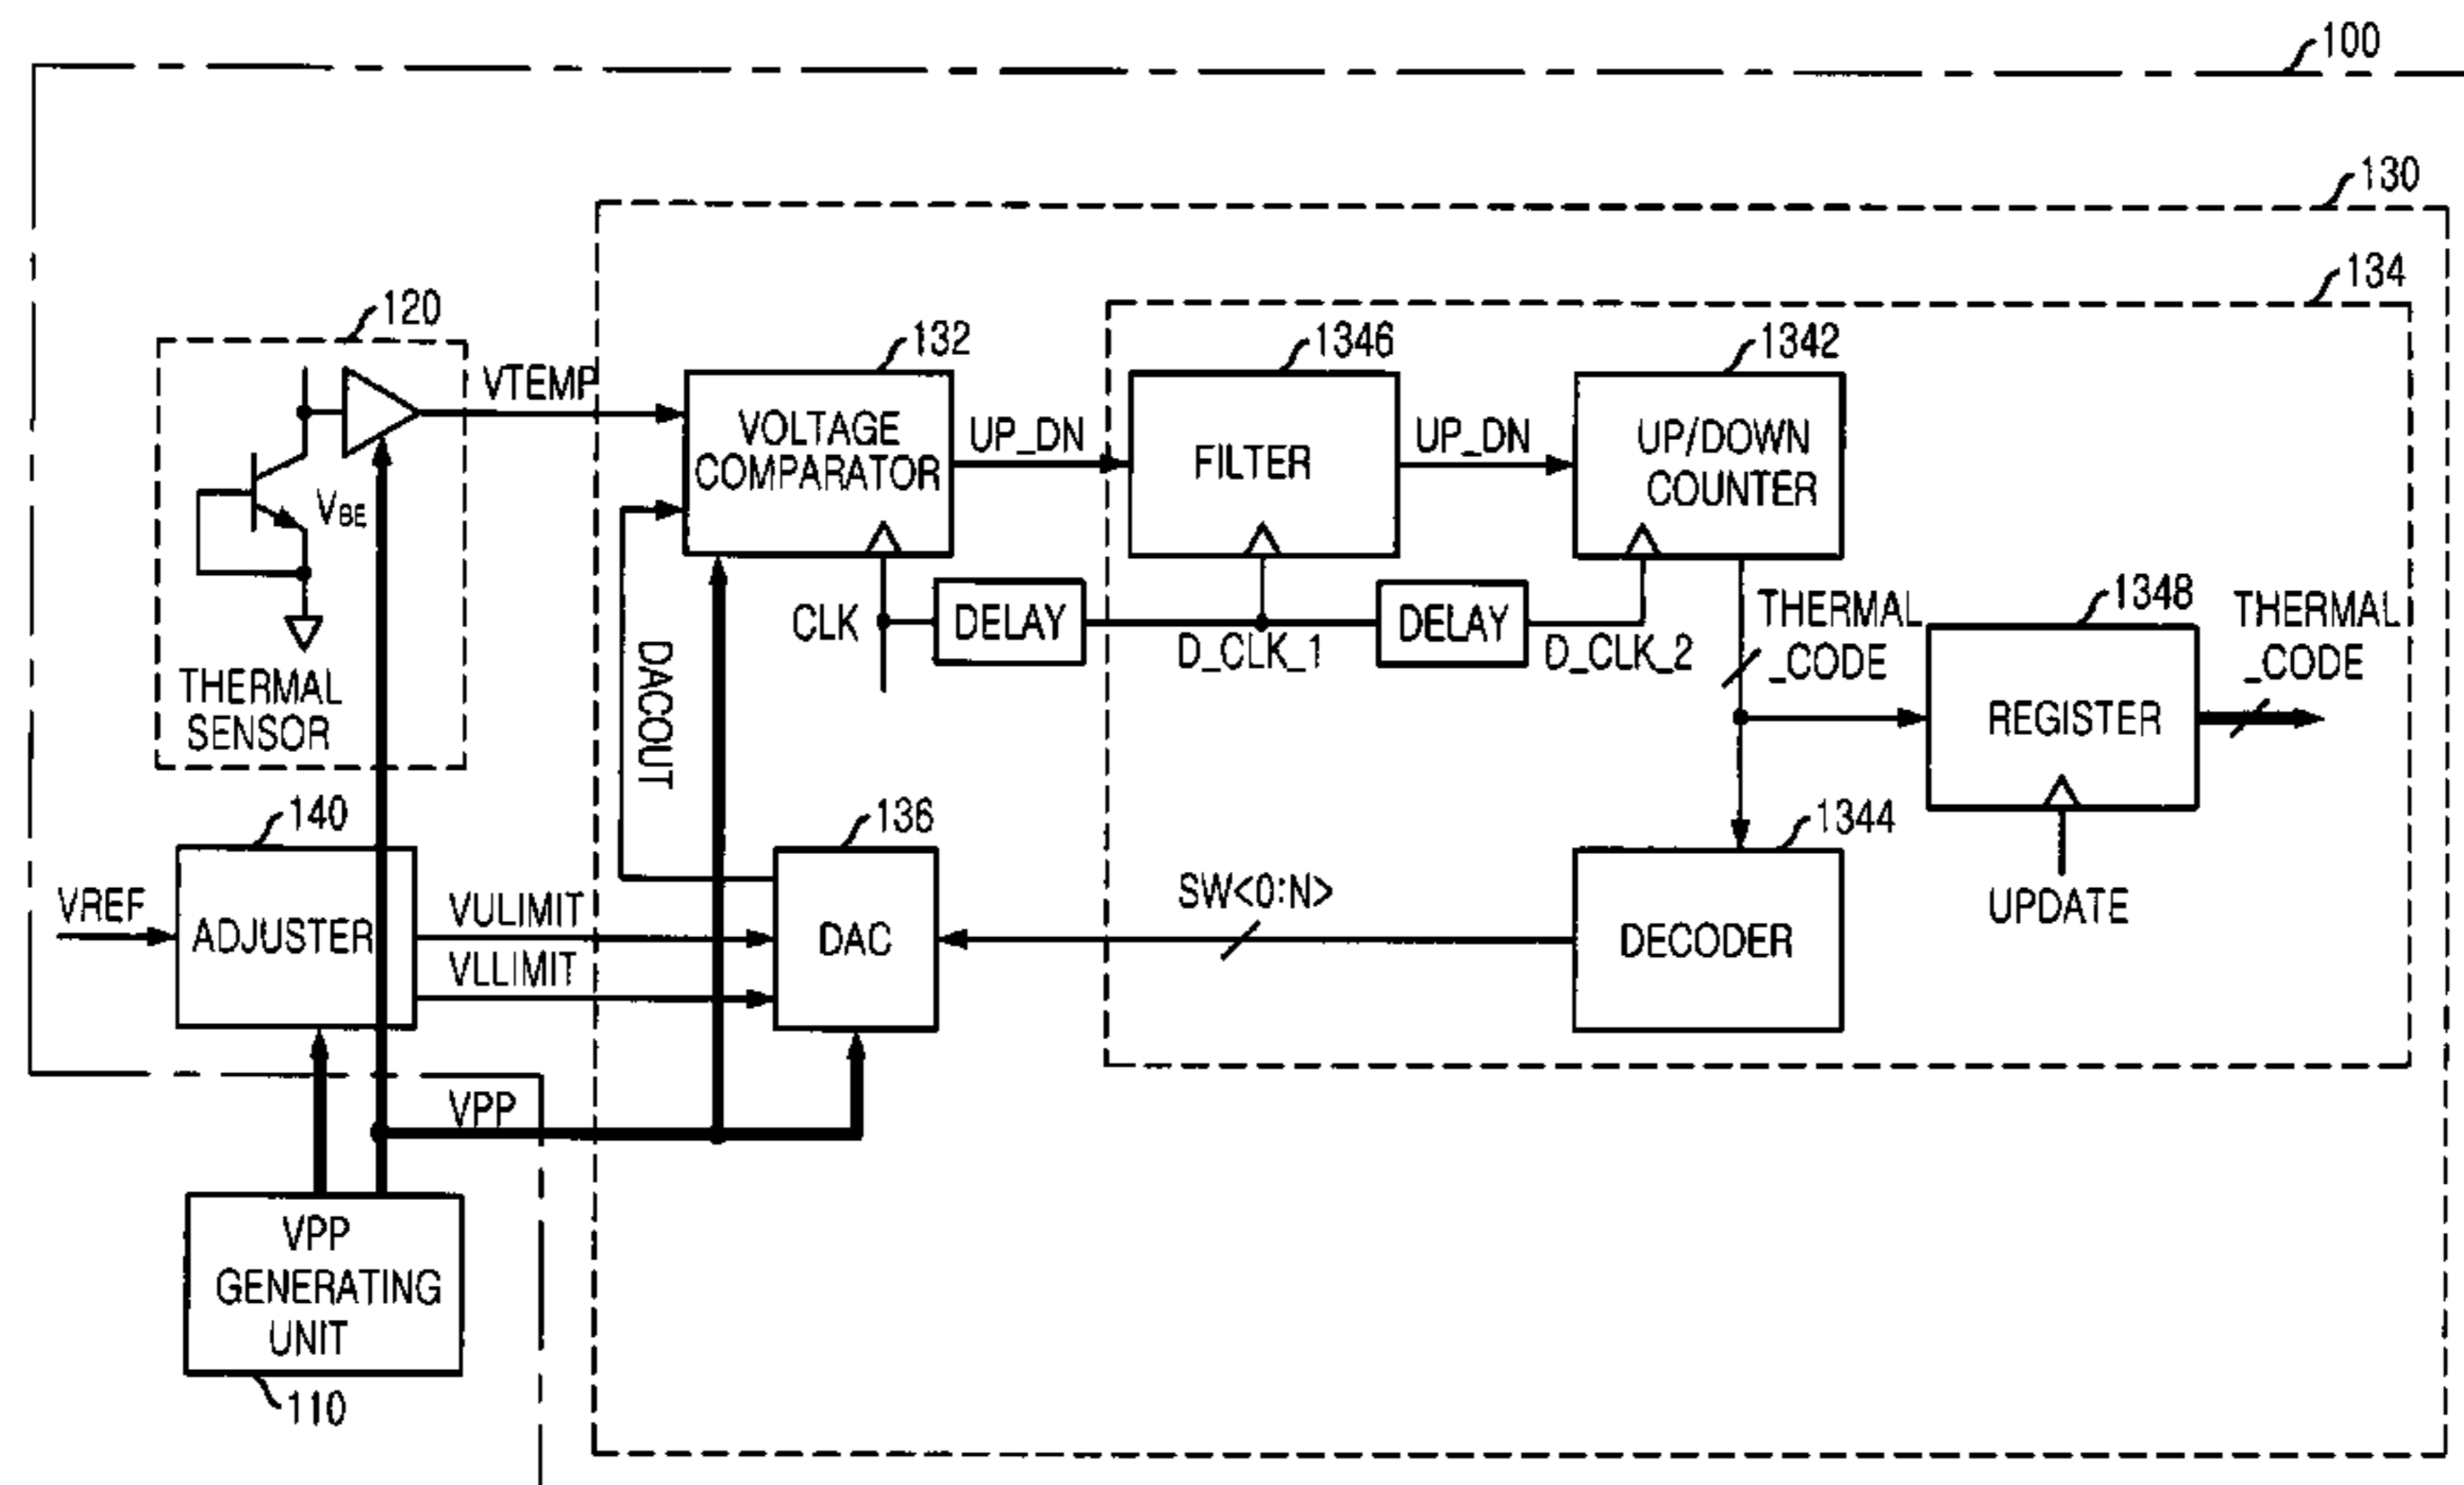 100
130
134
120
132
1346
1342
VTEMP
VOLTAGE
COMPARATOR
UP_DN
FILTER
UP_DN
UP/DOWN
COUNTER
VBE
THERMAL
SENSOR
DACOUT
CLK
DELAY
D_CLK_1
DELAY
D_CLK_2
THERMAL
_CODE
1348
THERMAL
_CODE
REGISTER
UPDATE
140
136
1344
VREF
ADJUSTER
VULIMIT
VLLIMIT
DAC
SW<0:N>
DECODER
VPP
VPP
GENERATING
UNIT
110